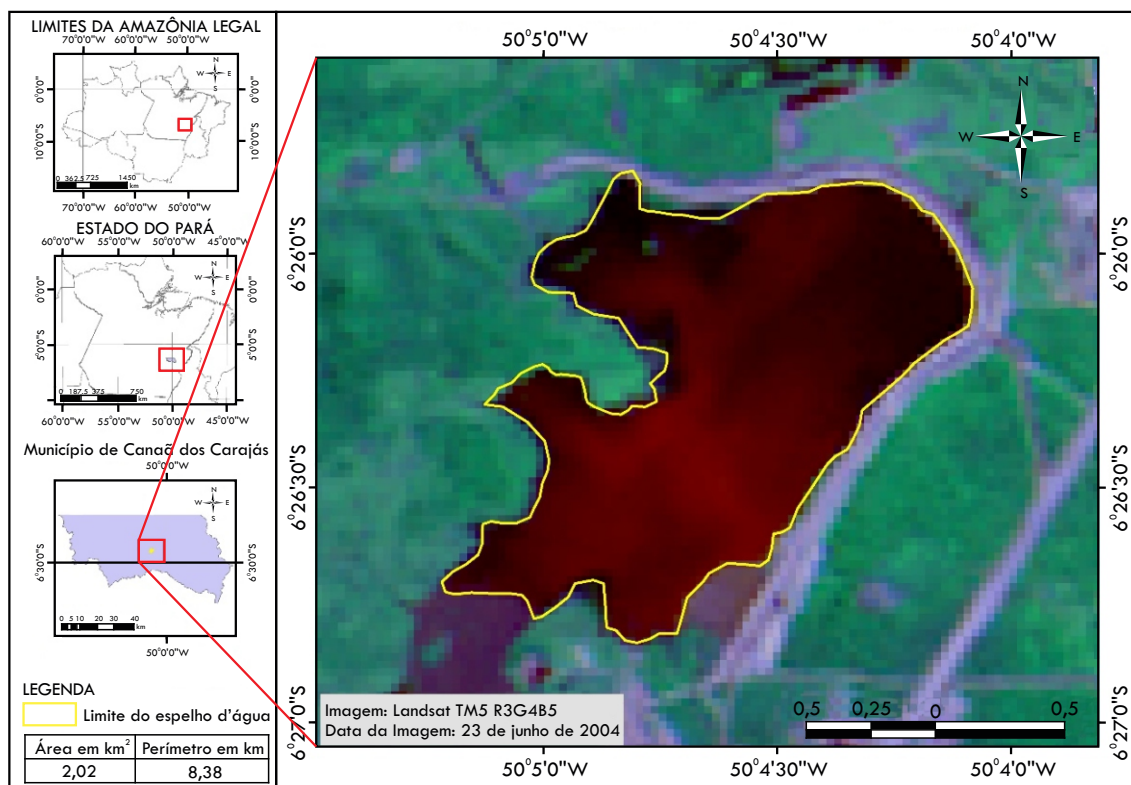 LIMITES DA AMAZÔNIA LEGAL
70°0'0"W 60°0'0"W 50°0'0"W
N
W E
S
0°0'0" 0°0'0"
10°0'0"S 10°0'0"S
0 362,5 725 1450
km
70°0'0"W 60°0'0"W 50°0'0"W
ESTADO DO PARÁ
60°0'0"W 55°0'0"W 50°0'0"W 45°0'0"W
N
W E
S
0°0'0" 0°0'0"
5°0'0"S 5°0'0"S
0 187,5 375 750
km
60°0'0"W 55°0'0"W 50°0'0"W 45°0'0"W
Município de Canaã dos Carajás
50°0'0"W
N
W E
S
6°30'0"S 6°30'0"S
0 5 10 20 30 40
km
50°0'0"W
LEGENDA
Limite do espelho d'água
Área em km² Perímetro em km
2,02 8,38
50°5'0"W 50°4'30"W 50°4'0"W
N
W E
S
6°26'0"S 6°26'0"S
6°26'30"S 6°26'30"S
6°27'0"S 6°27'0"S
Imagem: Landsat TM5 R3G4B5
Data da Imagem: 23 de junho de 2004
0,5 0,25 0 0,5
50°5'0"W 50°4'30"W 50°4'0"W